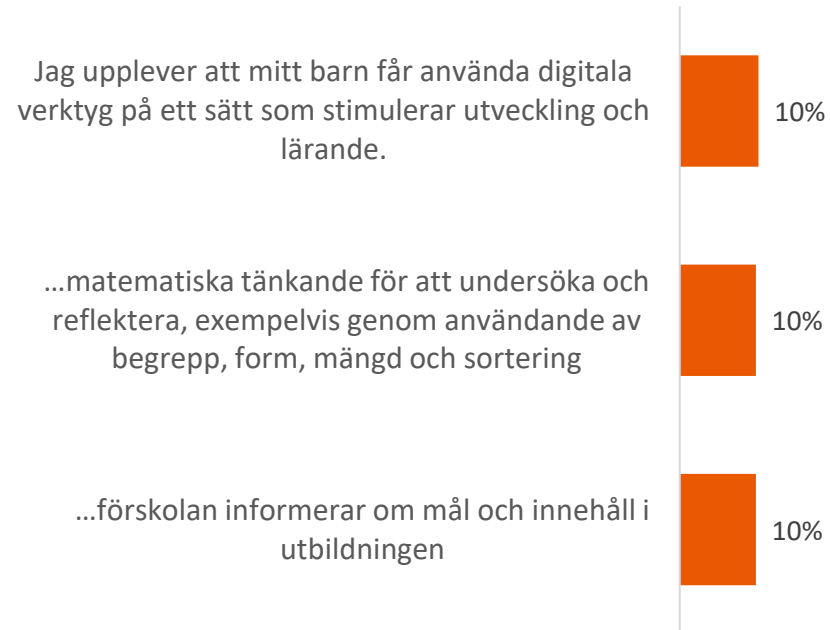 Jag upplever att mitt barn får använda digitala
verktyg på ett sätt som stimulerar utveckling och
lärande.
10%
…matematiska tänkande för att undersöka och
reflektera, exempelvis genom användande av
begrepp, form, mängd och sortering
10%
…förskolan informerar om mål och innehåll i
utbildningen
10%